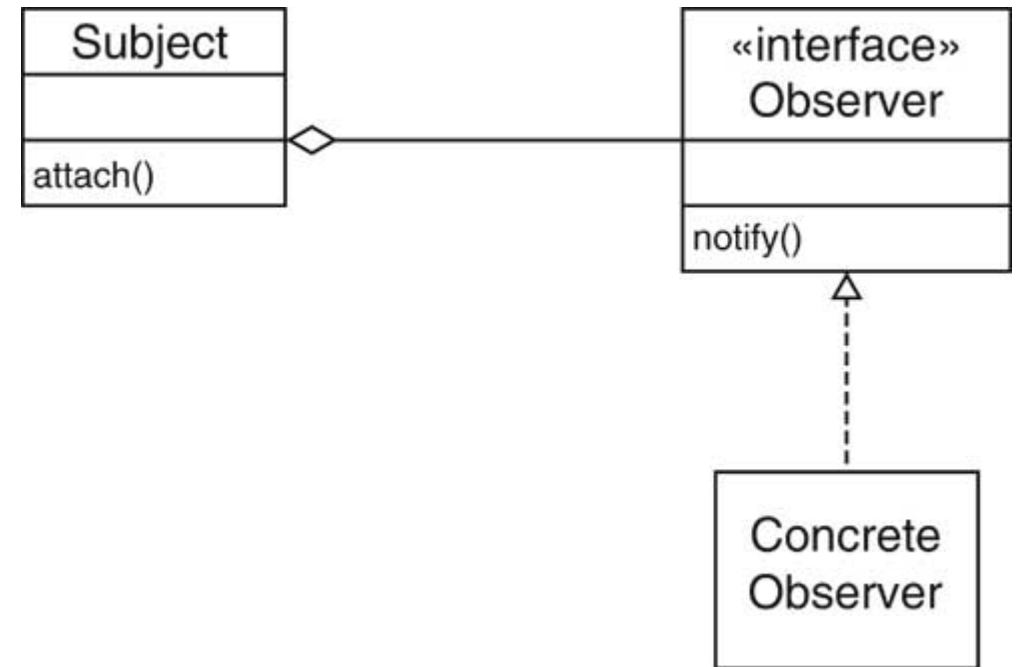 Subject
attach()
«interface»
Observer
notify()
Concrete
Observer